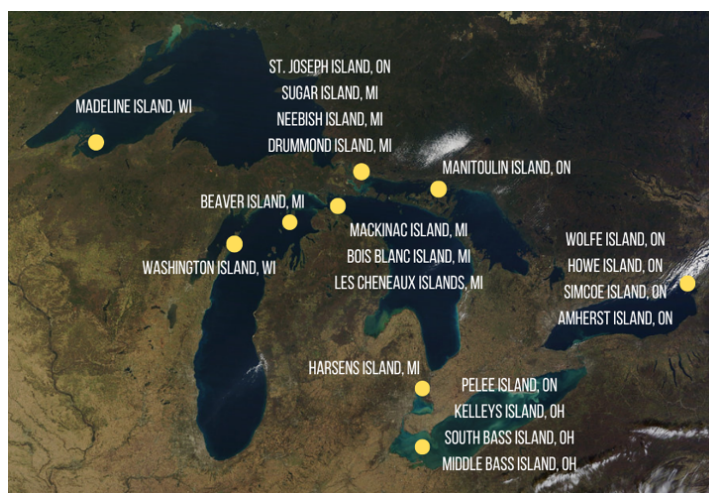 ST. JOSEPH ISLAND, ON
SUGAR ISLAND, MI
NEEBISH ISLAND, MI
DRUMMOND ISLAND, MI
MADELINE ISLAND, WI
MANITOULIN ISLAND, ON
BEAVER ISLAND, MI
MACKINAC ISLAND, MI
BOIS BLANC ISLAND, MI
LES CHENEAUX ISLANDS, MI
WASHINGTON ISLAND, WI
WOLFE ISLAND, ON
HOWE ISLAND, ON
SIMCOE ISLAND, ON
AMHERST ISLAND, ON
HARSENS ISLAND, MI
PELEE ISLAND, ON
KELLEYS ISLAND, OH
SOUTH BASS ISLAND, OH
MIDDLE BASS ISLAND, OH